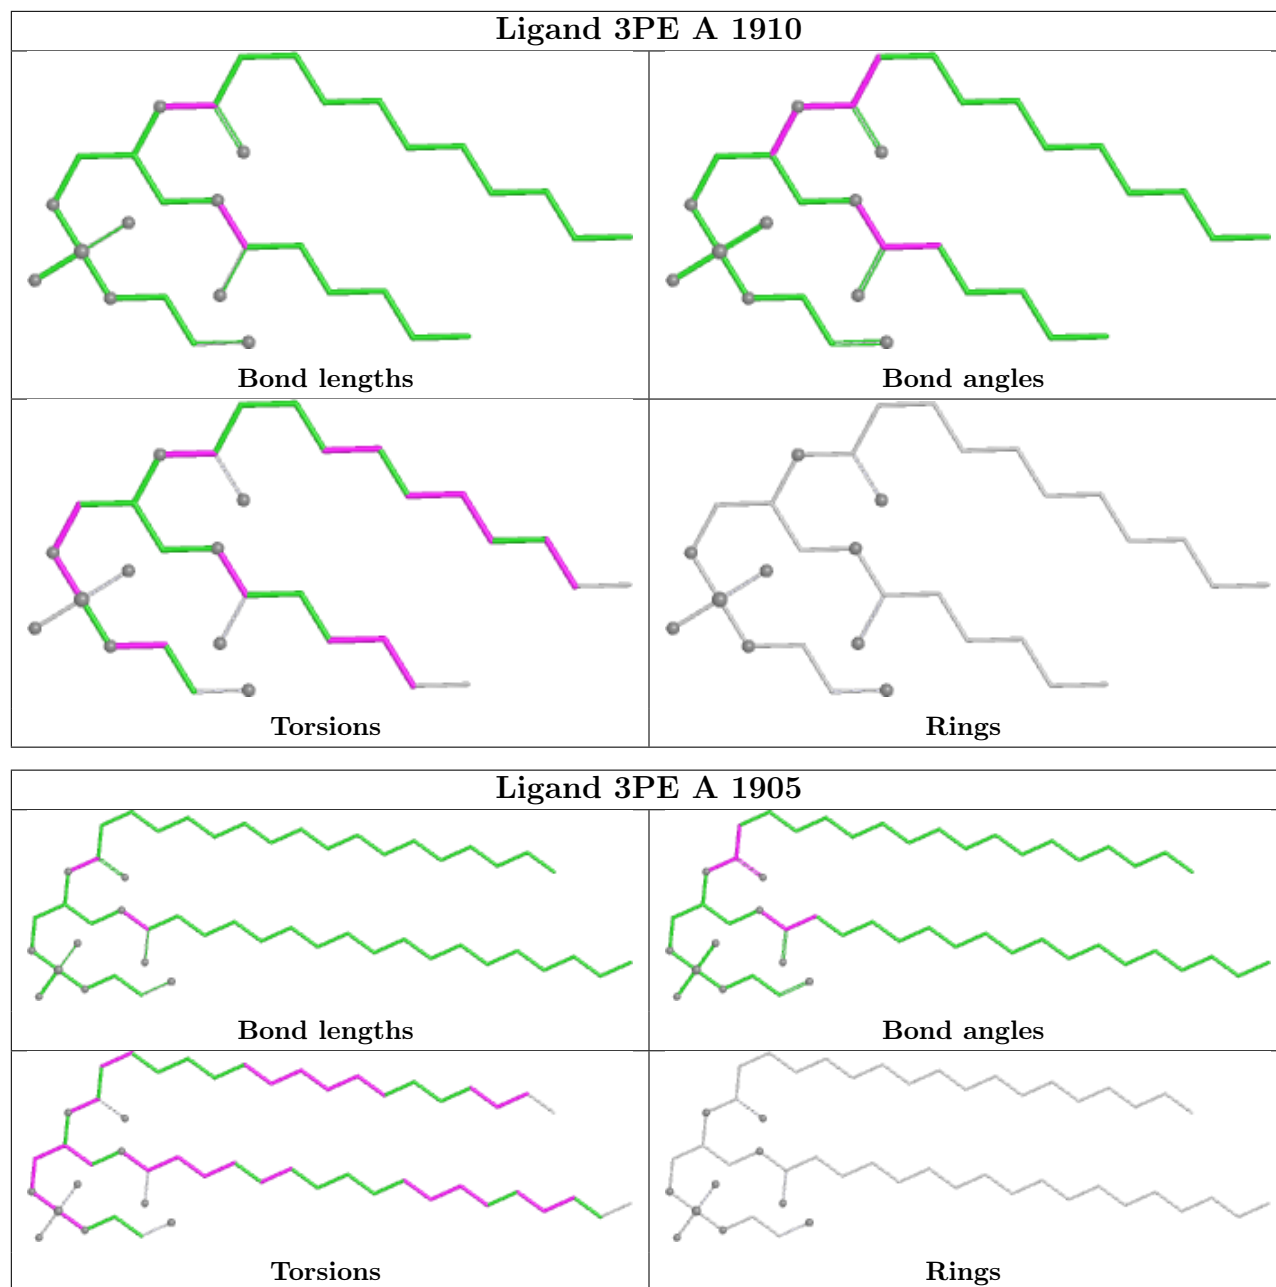 Ligand 3PE A 1910
Bond lengths
Bond angles
Torsions
Rings
Ligand 3PE A 1905
Bond lengths
Bond angles
Torsions
Rings